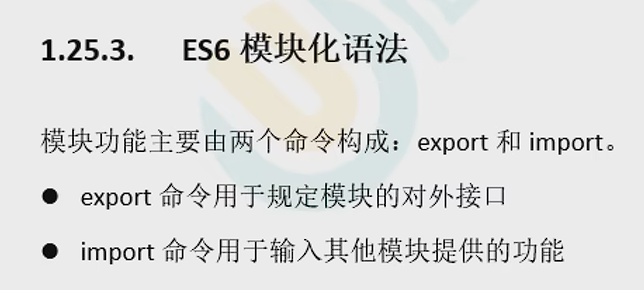 1.25.3. ES6 模块化语法
模块功能主要由两个命令构成：export 和 import。
● export 命令用于规定模块的对外接口
● import 命令用于输入其他模块提供的功能